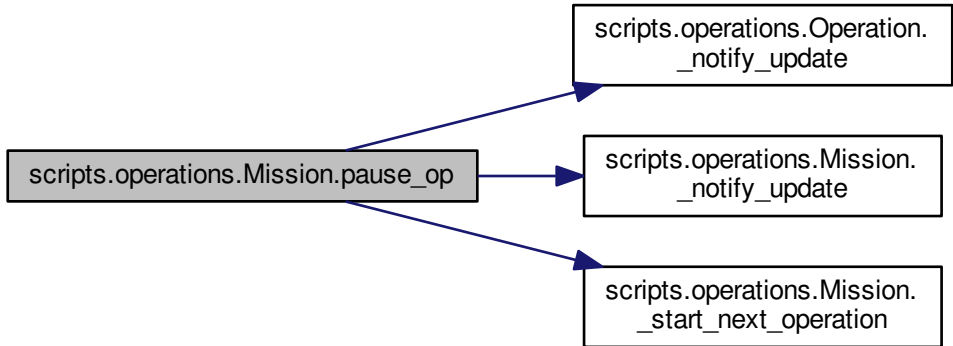 scripts.operations.Operation.
_notify_update
scripts.operations.Mission.pause_op
scripts.operations.Mission.
_notify_update
scripts.operations.Mission.
_start_next_operation